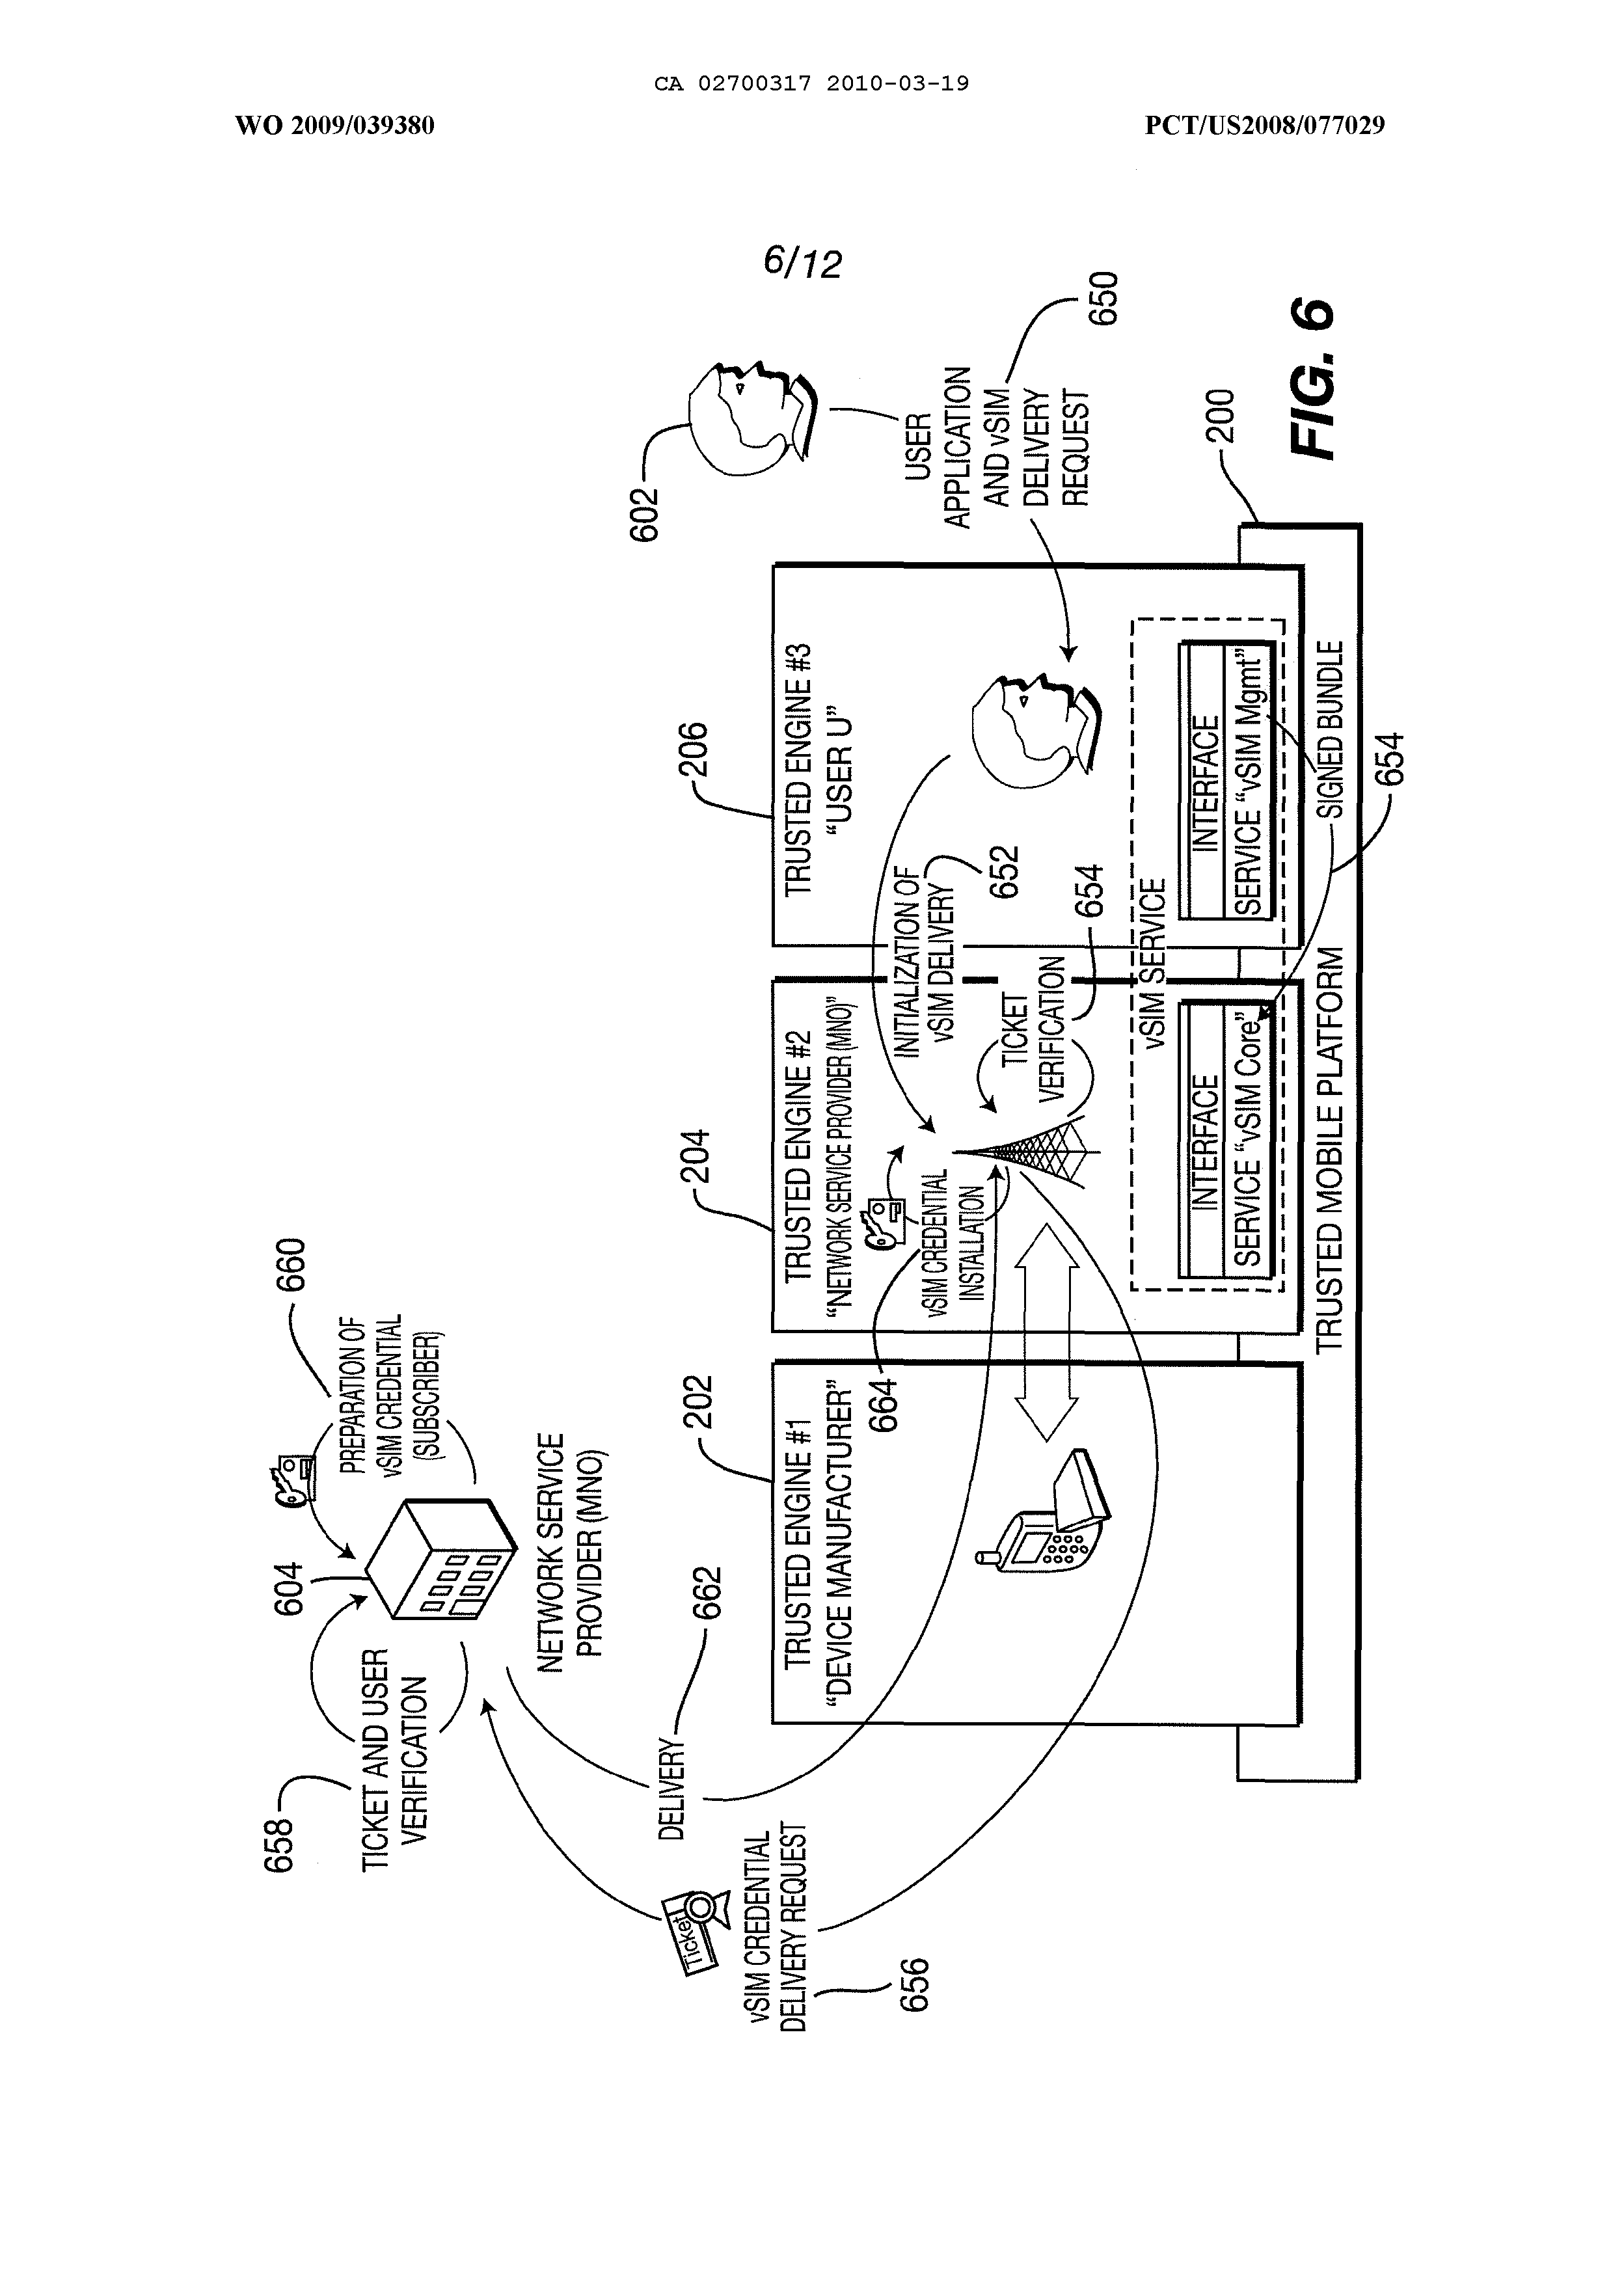 CA 02700317 2010-03-19
WO 2009/039380
PCT/US2008/077029
6/12
658
TICKET AND USER
VERIFICATION
604
660
PREPARATION OF
vSIM CREDENTIAL
(SUBSCRIBER)
NETWORK SERVICE
PROVIDER (MNO)
Ticket
vSIM CREDENTIAL
DELIVERY REQUEST
656
DELIVERY
662
202
TRUSTED ENGINE #1
“DEVICE MANUFACTURER”
664
204
TRUSTED ENGINE #2
“NETWORK SERVICE PROVIDER (MNO)”
vSIM CREDENTIAL
INSTALLATION
INITIALIZATION OF
vSIM DELIVERY
652
TICKET
VERIFICATION
654
206
TRUSTED ENGINE #3
“USER U”
602
USER
APPLICATION
AND vSIM
DELIVERY
REQUEST
650
vSIM SERVICE
INTERFACE
SERVICE “vSIM Core”
INTERFACE
SERVICE “vSIM Mgmt”
200
TRUSTED MOBILE PLATFORM
SIGNED BUNDLE
654
FIG. 6